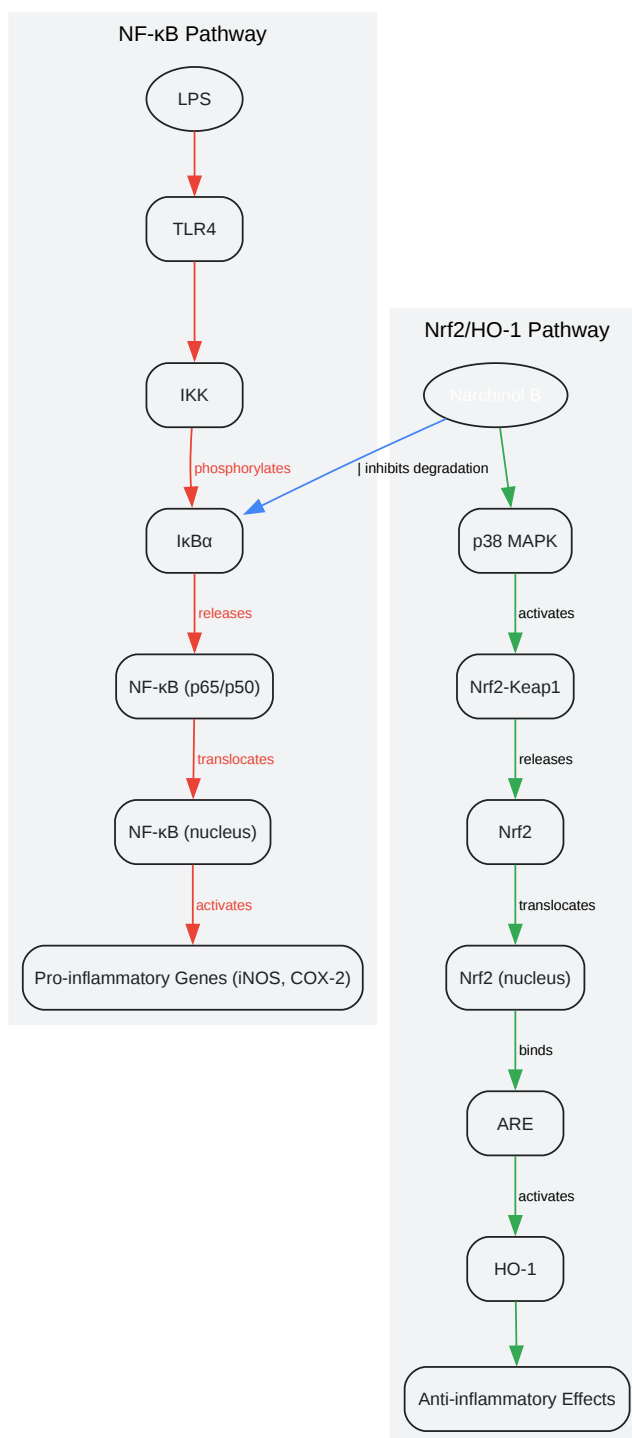 NF-κB Pathway
LPS
TLR4
IKK
phosphorylates
IκBα
releases
NF-κB (p65/p50)
translocates
NF-κB (nucleus)
activates
Pro-inflammatory Genes (iNOS, COX-2)
Nrf2/HO-1 Pathway
Narchinol B
| inhibits degradation
p38 MAPK
activates
Nrf2-Keap1
releases
Nrf2
translocates
Nrf2 (nucleus)
binds
ARE
activates
HO-1
Anti-inflammatory Effects